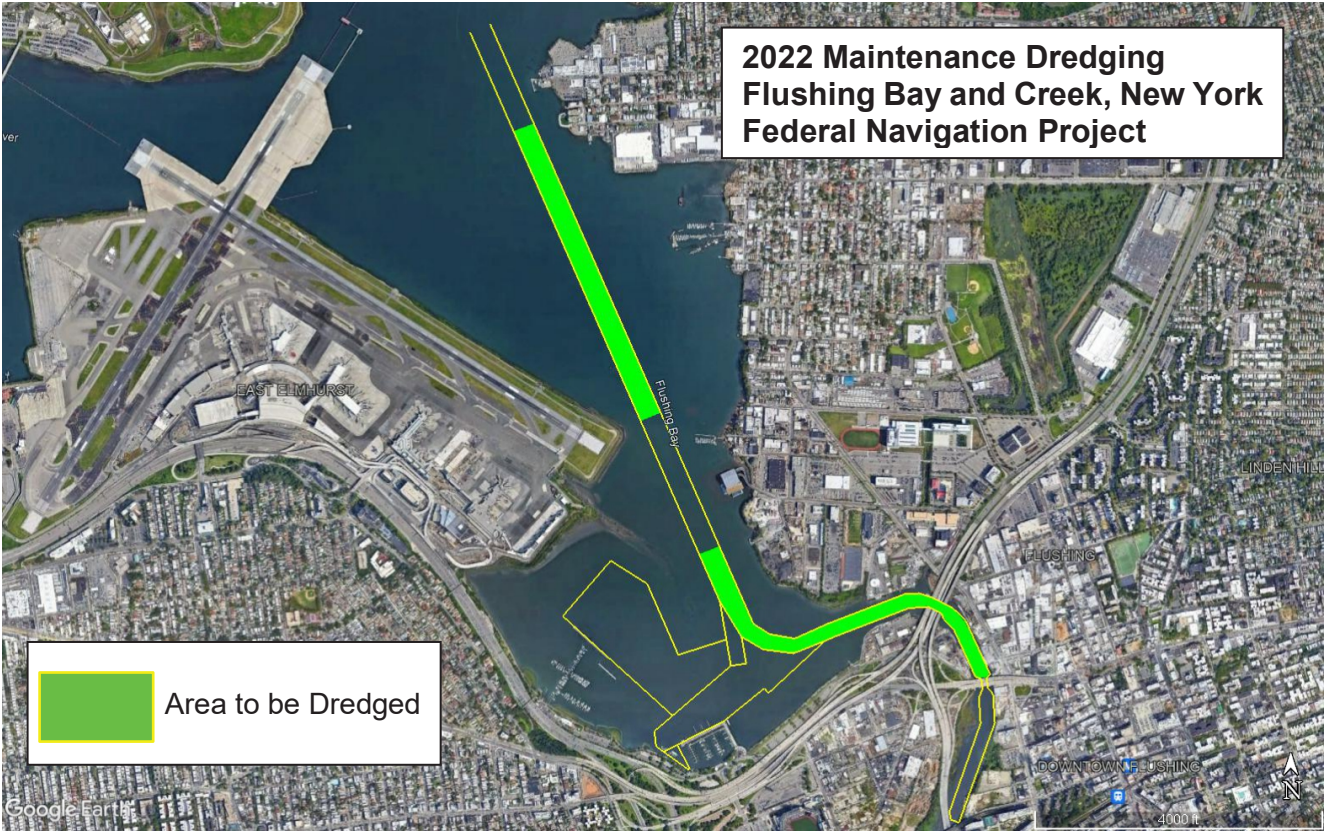 2022 Maintenance Dredging
Flushing Bay and Creek, New York
Federal Navigation Project
ver
EAST ELMHURST
Flushing Bay
LINDEN HILL
FLUSHING
Area to be Dredged
DOWNTOWN FLUSHING
N
Google Earth
4000 ft